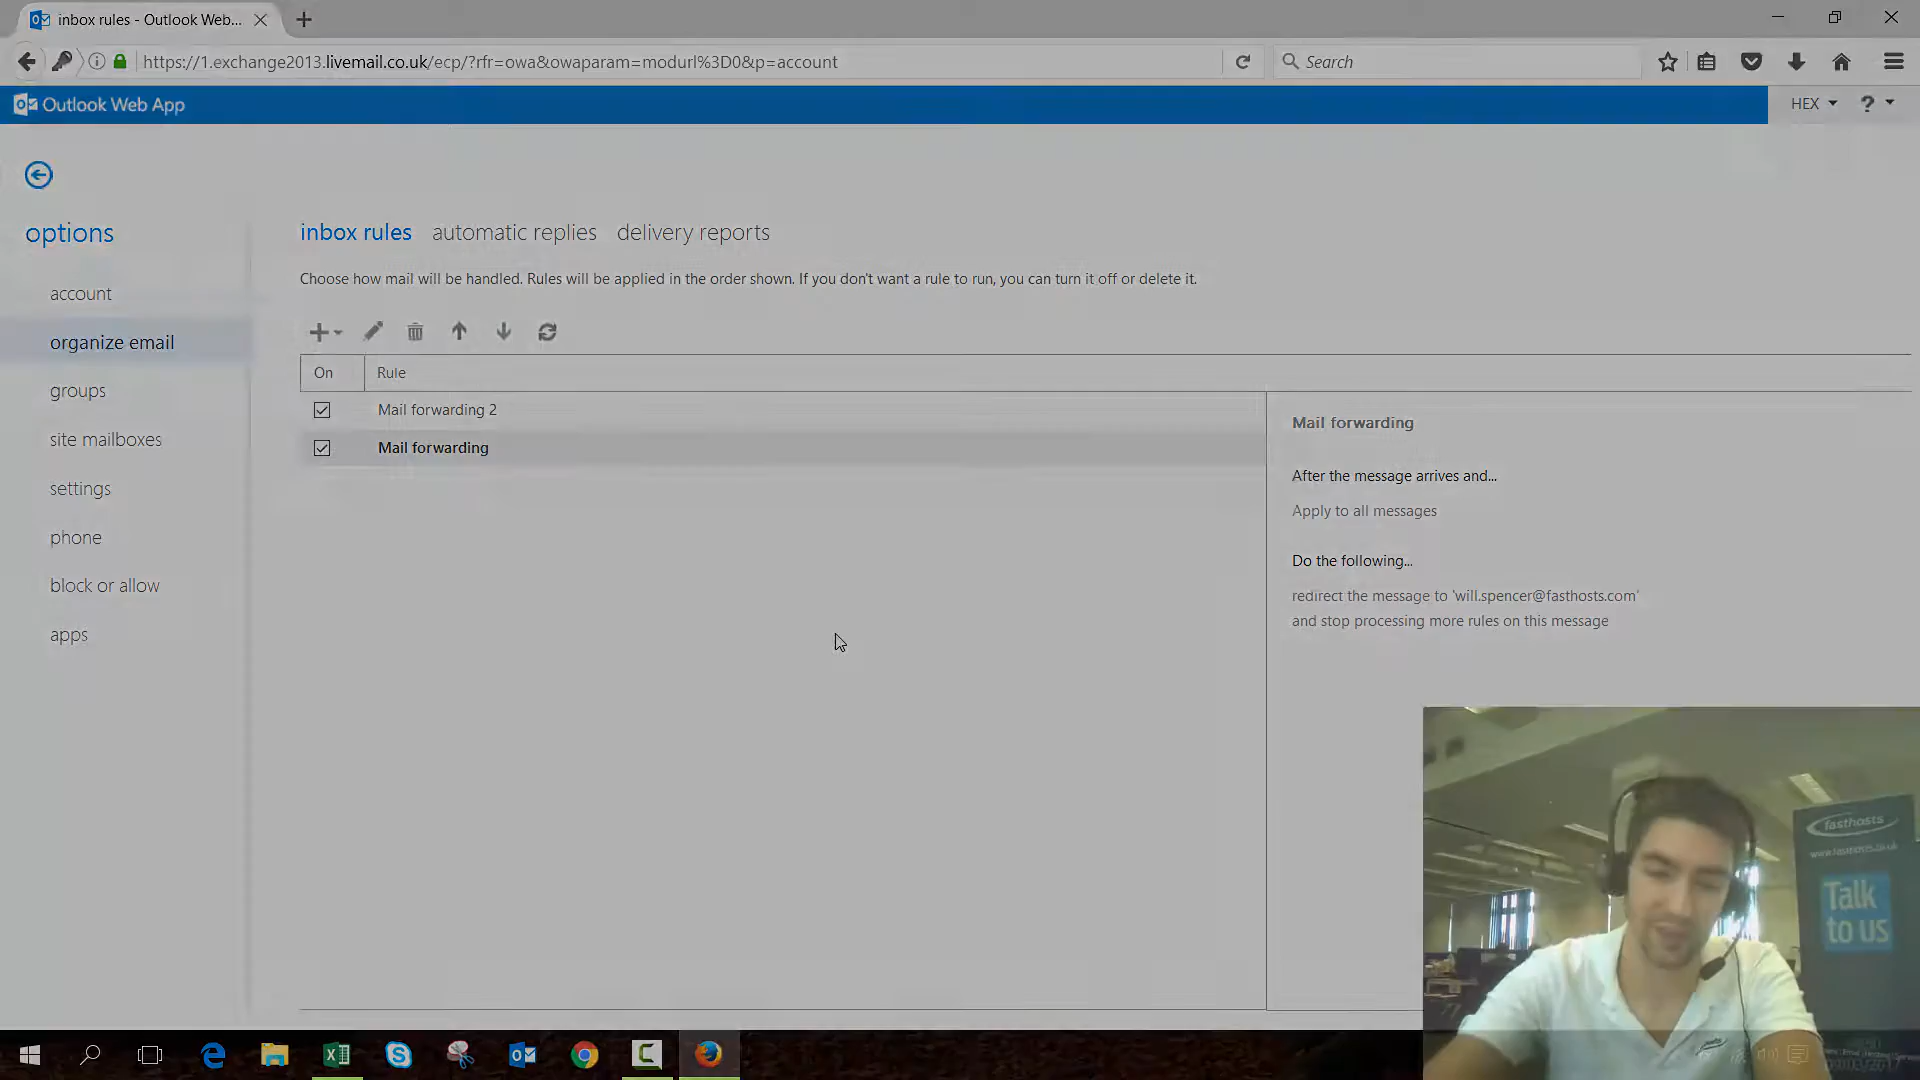 inbox rules - Outlook Web...
https://1.exchange2013.livemail.co.uk/ecp/?rfr=owa&owaparam=modurl%3D0&p=account
Search
Outlook Web App
HEX
?
options
account
organize email
groups
site mailboxes
settings
phone
block or allow
apps
inbox rules automatic replies delivery reports
Choose how mail will be handled. Rules will be applied in the order shown. If you don't want a rule to run, you can turn it off or delete it.
On Rule
Mail forwarding 2
Mail forwarding
Mail forwarding
After the message arrives and...
Apply to all messages
Do the following...
redirect the message to 'will.spencer@fasthosts.com'
and stop processing more rules on this message
fasthosts
www.fasthosts.co.uk
Talk
to us